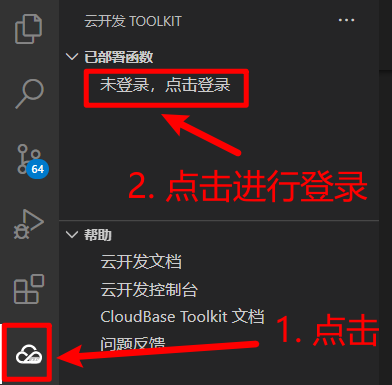 云开发 TOOLKIT
已部署函数
未登录，点击登录
64
2. 点击进行登录
帮助
云开发文档
云开发控制台
CloudBase Toolkit 文档
1. 点击
问题反馈